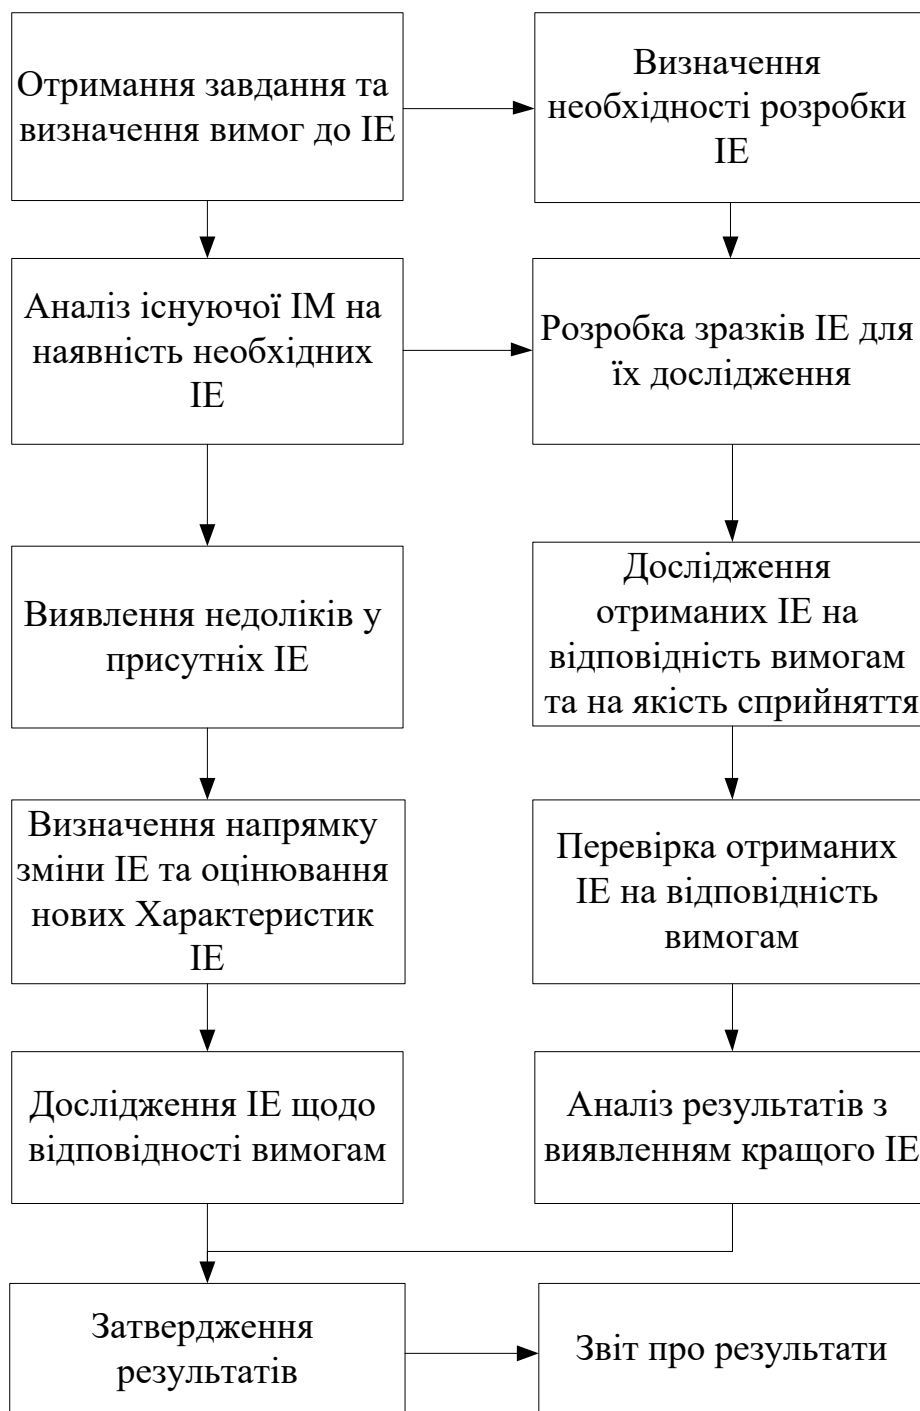 Отримання завдання та
визначення вимог до ІЕ
Визначення
необхідності розробки
ІЕ
Аналіз існуючої ІМ на
наявність необхідних
ІЕ
Розробка зразків ІЕ для
їх дослідження
Виявлення недоліків у
присутніх ІЕ
Дослідження
отриманих ІЕ на
відповідність вимогам
та на якість сприйняття
Визначення напрямку
зміни ІЕ та оцінювання
нових Характеристик
ІЕ
Перевірка отриманих
ІЕ на відповідність
вимогам
Дослідження ІЕ щодо
відповідності вимогам
Аналіз результатів з
виявленням кращого ІЕ
Затвердження
результатів
Звіт про результати